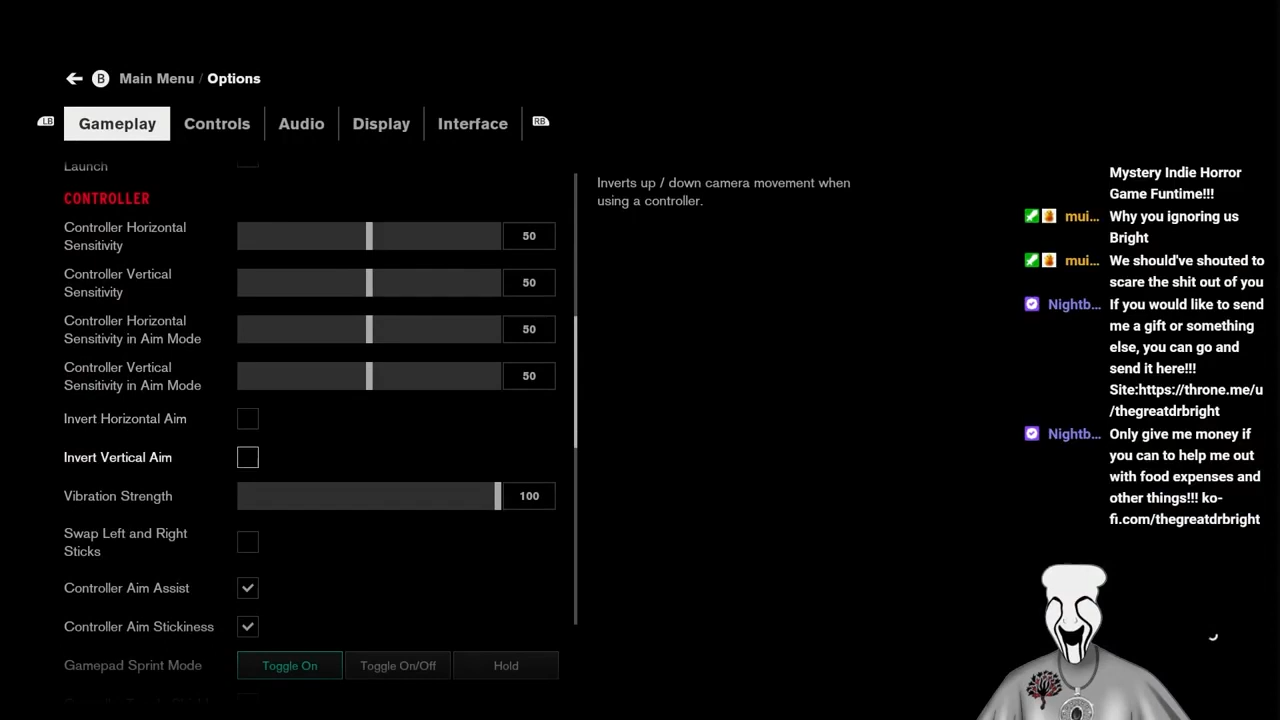 B Main Menu / Options
LB Gameplay Controls Audio Display Interface RB
Launch
CONTROLLER
Controller Horizontal
Sensitivity
50
Controller Vertical
Sensitivity
50
Controller Horizontal
Sensitivity in Aim Mode
50
Controller Vertical
Sensitivity in Aim Mode
50
Invert Horizontal Aim
Invert Vertical Aim
Vibration Strength
100
Swap Left and Right
Sticks
Controller Aim Assist
Controller Aim Stickiness
Gamepad Sprint Mode
Toggle On Toggle On/Off Hold
Inverts up / down camera movement when
using a controller.
Mystery Indie Horror
Game Funtime!!!
mui... Why you ignoring us
Bright
mui... We should've shouted to
scare the shit out of you
Nightb... If you would like to send
me a gift or something
else, you can go and
send it here!!!
Site:https://throne.me/u
/thegreatdrbright
Nightb... Only give me money if
you can to help me out
with food expenses and
other things!!! ko-
fi.com/thegreatdrbright